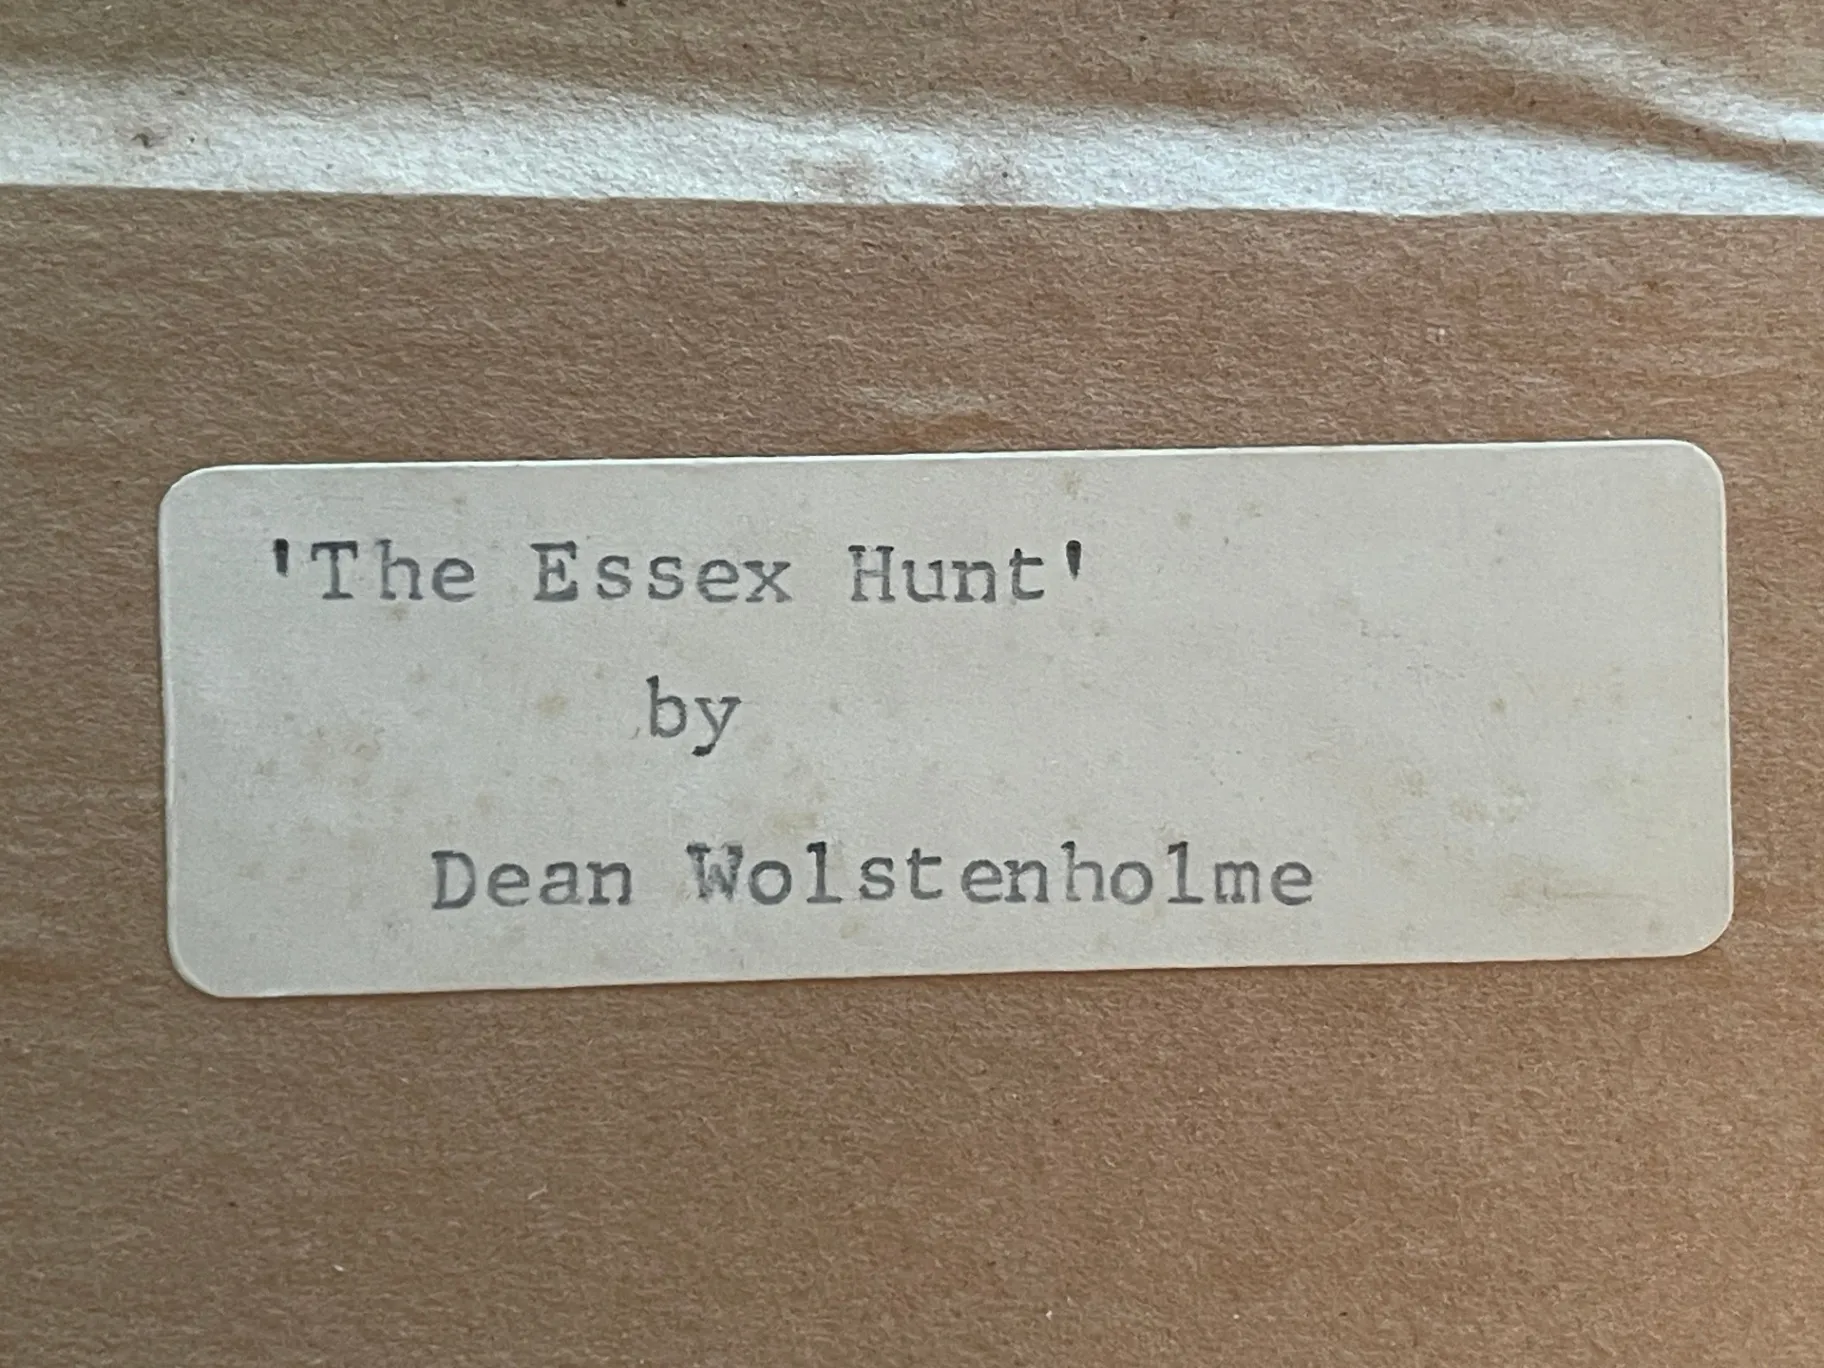 'The Essex Hunt'
by
Dean Wolstenholme